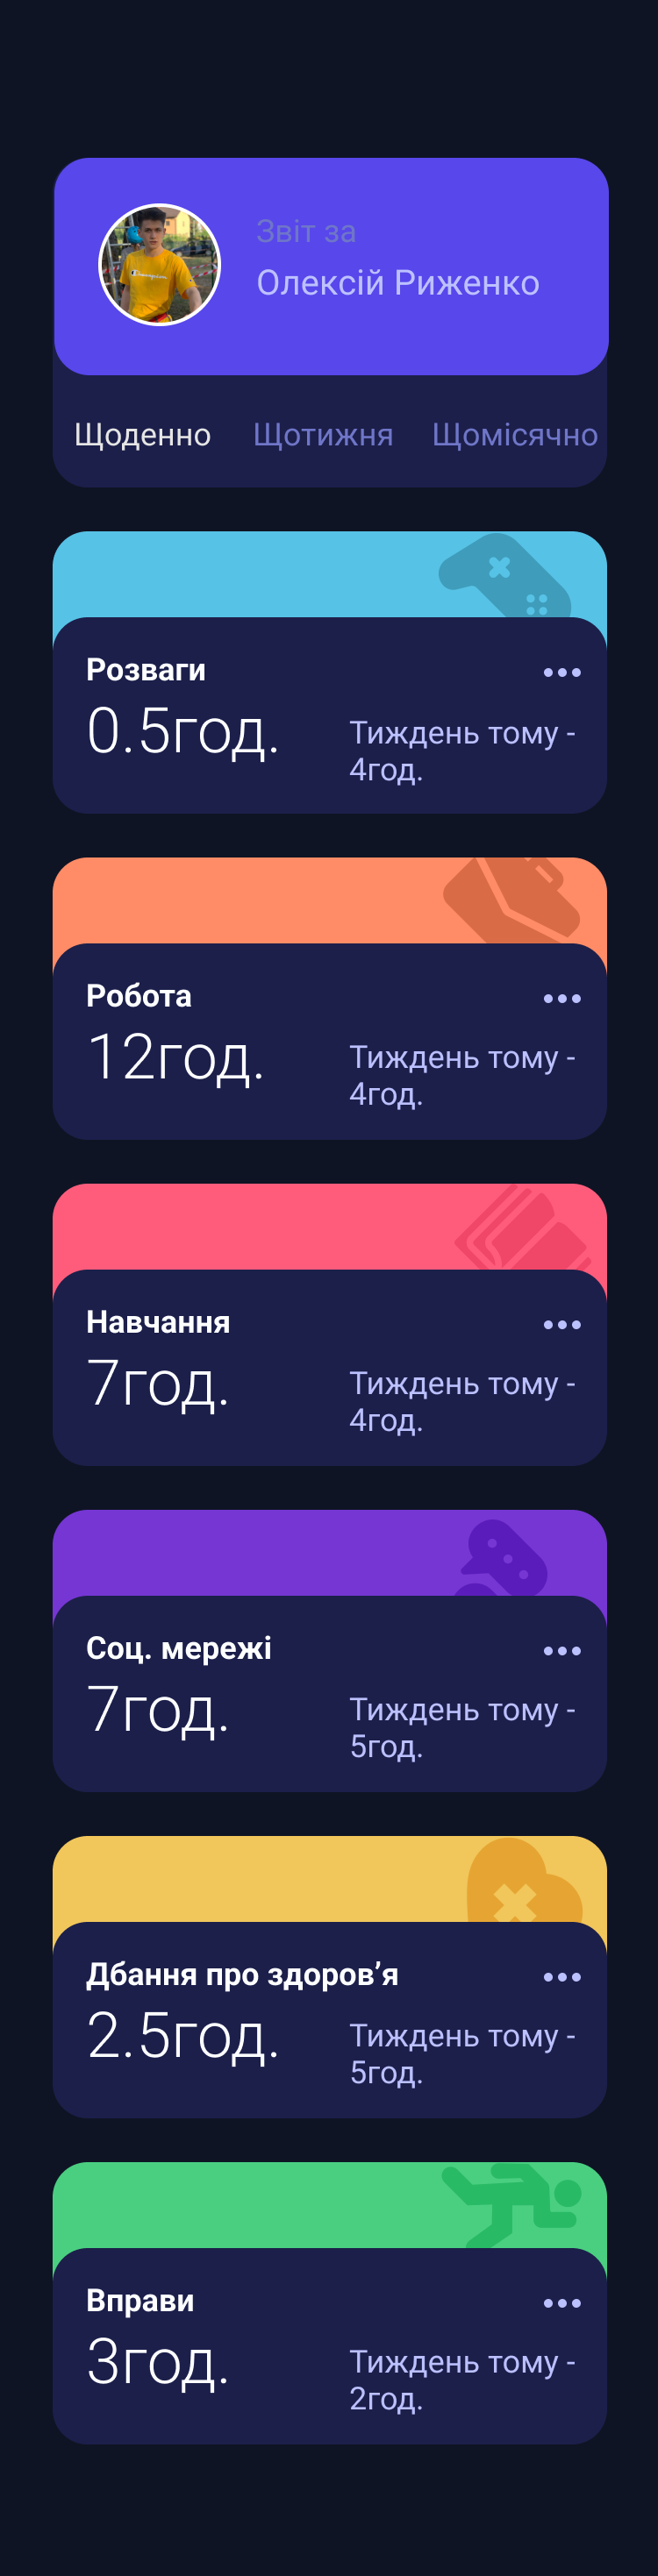 Звіт за
Олексій Риженко
Щоденно Щотижня Щомісячно
Розваги
0.5год.
Тиждень тому -
4год.
Робота
12год.
Тиждень тому -
4год.
Навчання
7год.
Тиждень тому -
4год.
Соц. мережі
7год.
Тиждень тому -
5год.
Дбання про здоров’я
2.5год.
Тиждень тому -
5год.
Вправи
3год.
Тиждень тому -
2год.